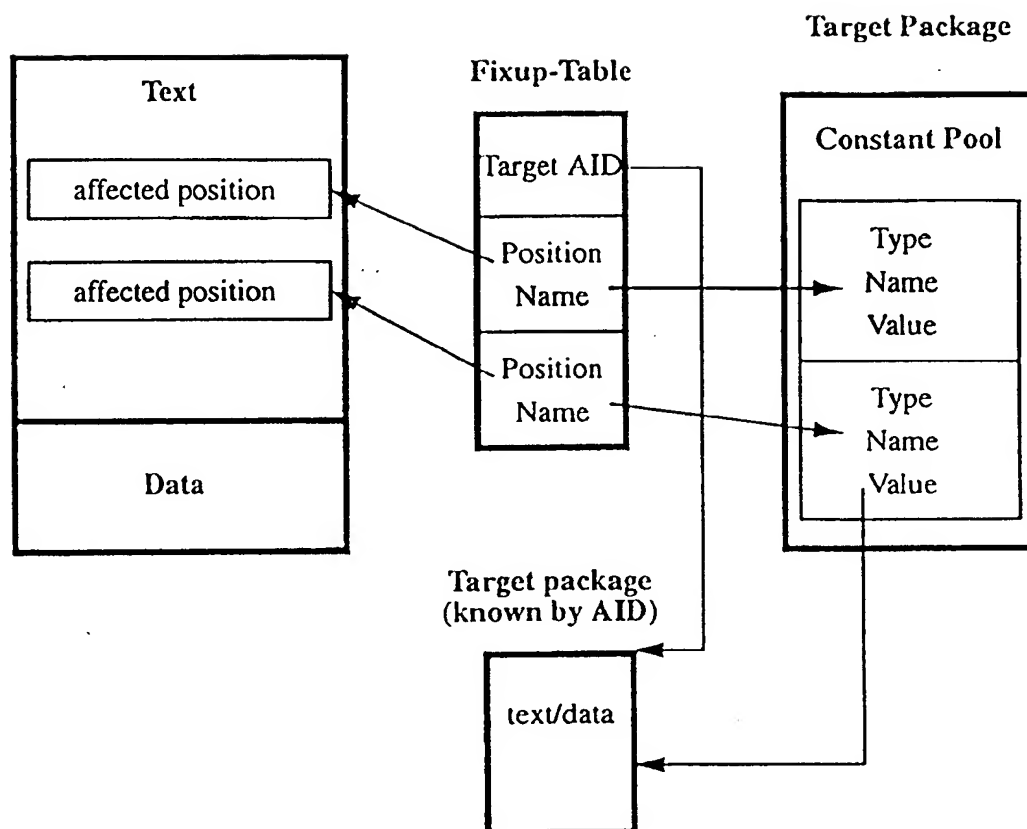 Text
affected position
affected position
Data
Fixup-Table
Target AID
Position
Name
Position
Name
Target Package
Constant Pool
Type
Name
Value
Type
Name
Value
Target package
(known by AID)
text/data